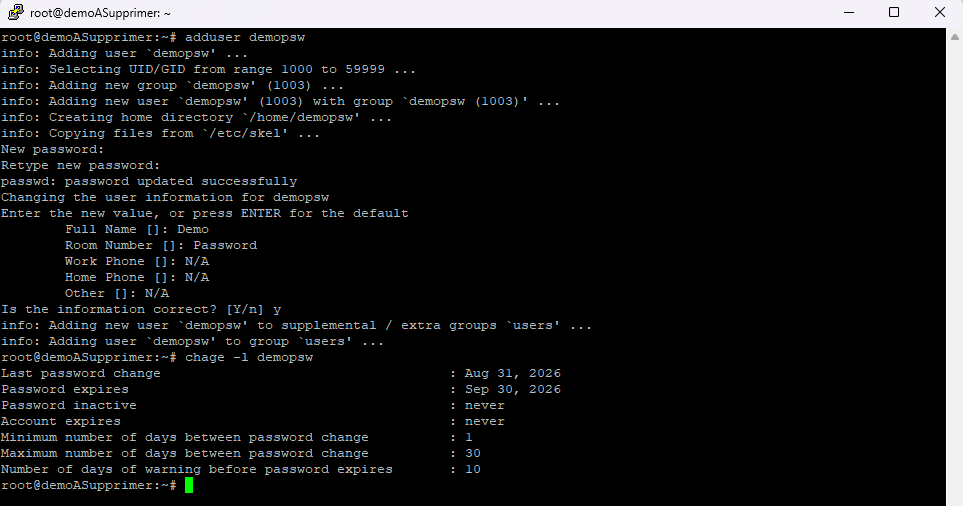 root@demoASupprimer: ~
root@demoASupprimer:~# adduser demopsw
info: Adding user `demopsw' ...
info: Selecting UID/GID from range 1000 to 59999 ...
info: Adding new group `demopsw' (1003) ...
info: Adding new user `demopsw' (1003) with group `demopsw (1003)' ...
info: Creating home directory `/home/demopsw' ...
info: Copying files from `/etc/skel' ...
New password:
Retype new password:
passwd: password updated successfully
Changing the user information for demopsw
Enter the new value, or press ENTER for the default
        Full Name []: Demo
        Room Number []: Password
        Work Phone []: N/A
        Home Phone []: N/A
        Other []: N/A
Is the information correct? [Y/n] y
info: Adding new user `demopsw' to supplemental / extra groups `users' ...
info: Adding user `demopsw' to group `users' ...
root@demoASupprimer:~# chage -l demopsw
Last password change                                    : Aug 31, 2026
Password expires                                        : Sep 30, 2026
Password inactive                                       : never
Account expires                                         : never
Minimum number of days between password change          : 1
Maximum number of days between password change          : 30
Number of days of warning before password expires       : 10
root@demoASupprimer:~#